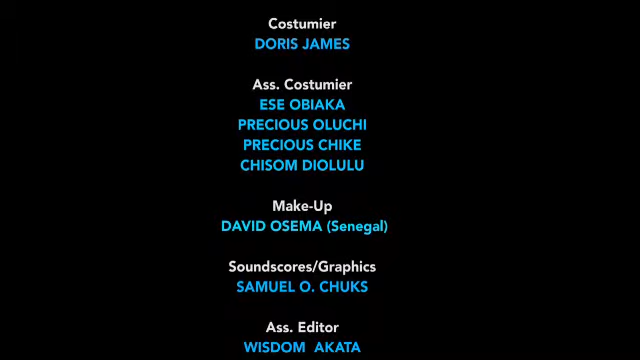 Costumier
DORIS JAMES
Ass. Costumier
ESE OBIAKA
PRECIOUS OLUCHI
PRECIOUS CHIKE
CHISOM DIOLULU
Make-Up
DAVID OSEMA (Senegal)
Soundscores/Graphics
SAMUEL O. CHUKS
Ass. Editor
WISDOM  AKATA